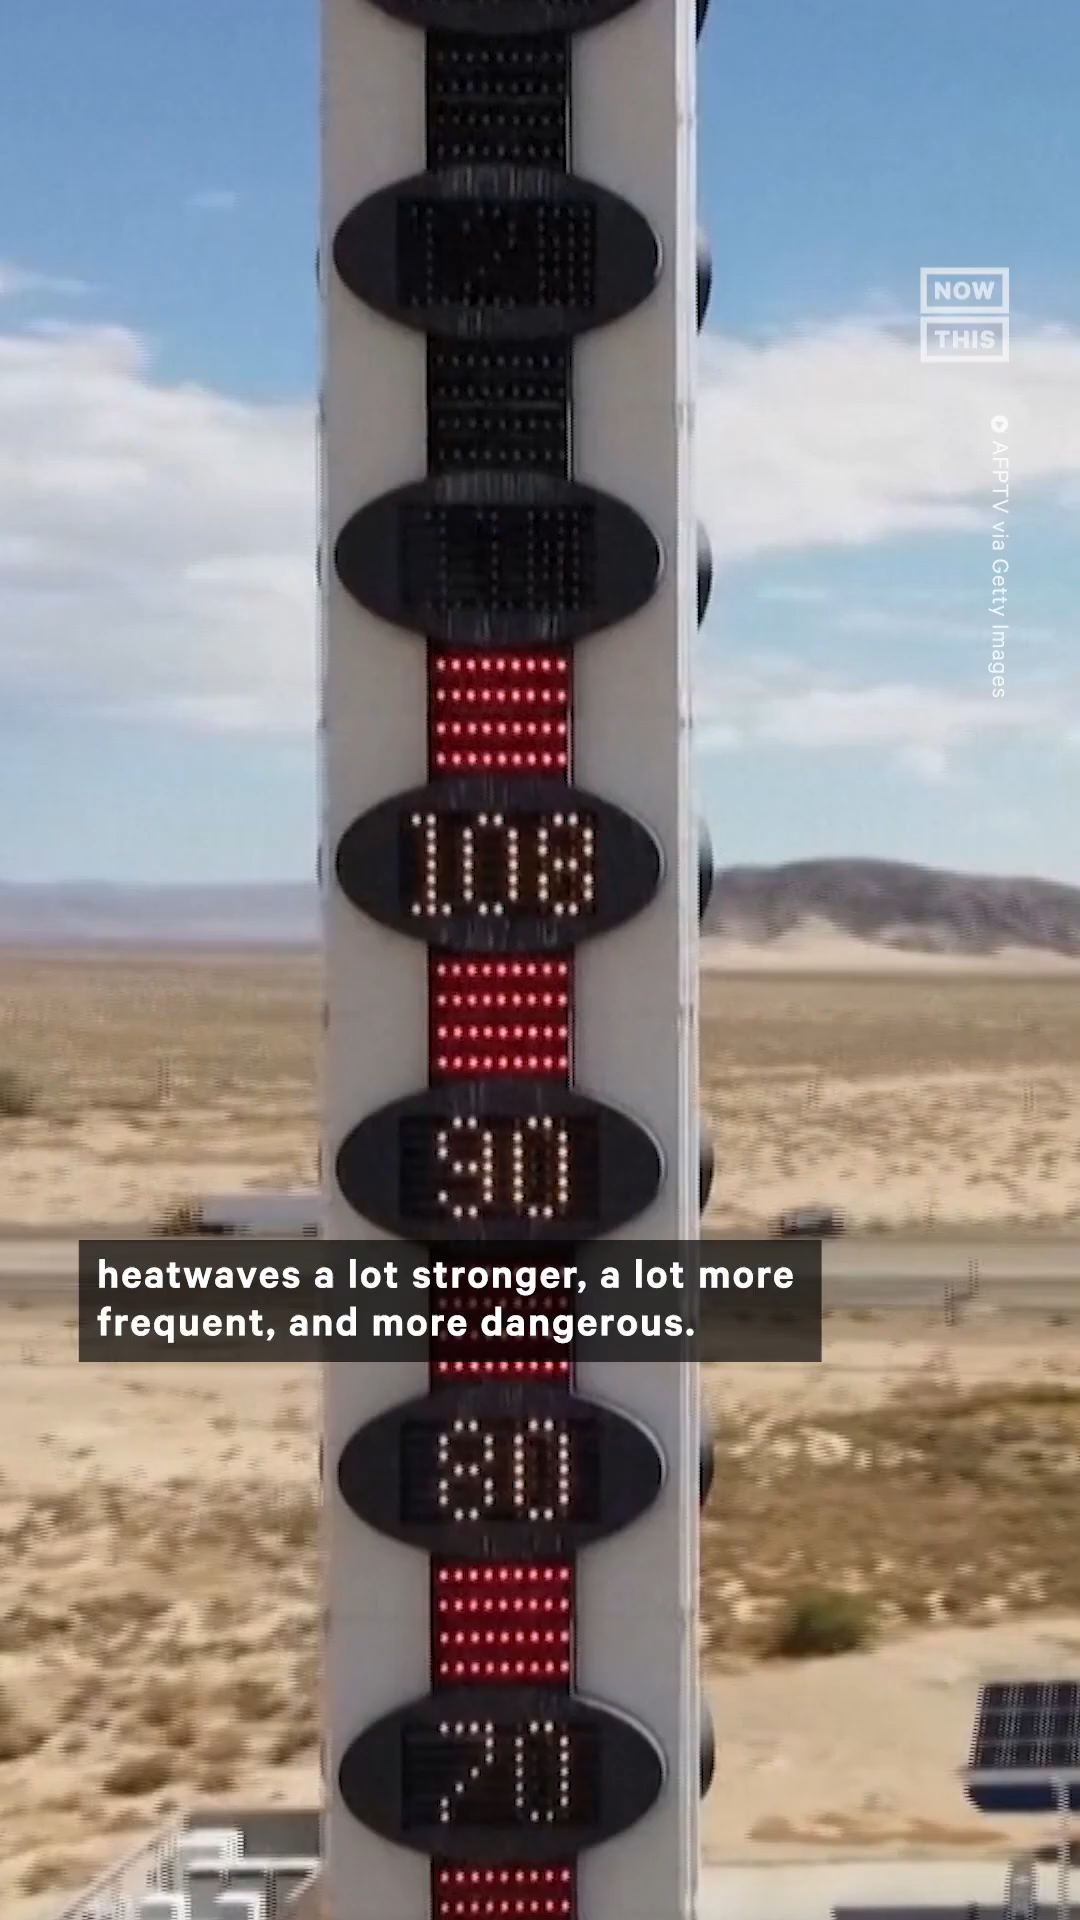 NOW
THIS
AFPTV via Getty Images
108
90
heatwaves a lot stronger, a lot more
frequent, and more dangerous.
80
70